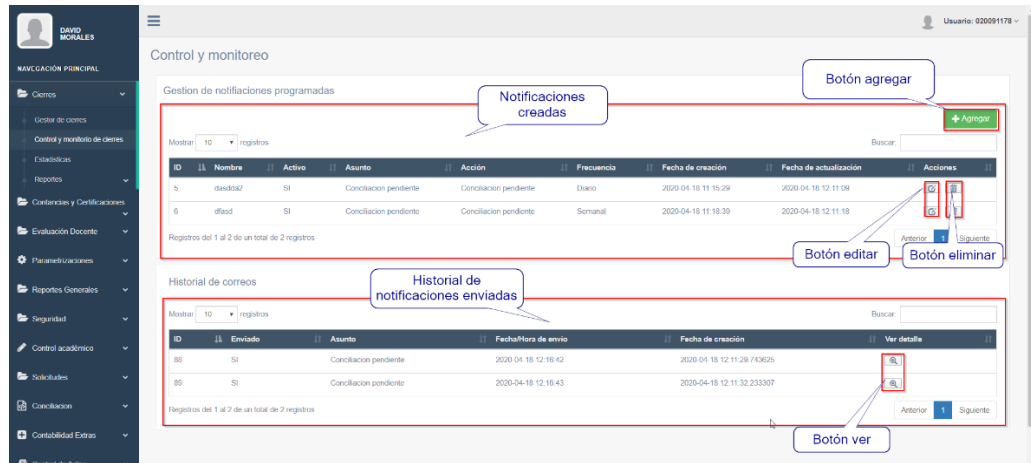 DAVID
MORALES
Usuario: 020091178
NAVEGACIÓN PRINCIPAL
Cierres
Gestor de cierres
Control y monitorio de cierres
Estadísticas
Reportes
Contancias y Certificaciones
Evaluación Docente
Parametrizaciones
Reportes Generales
Seguridad
Control académico
Solicitudes
Conciliacion
Contabilidad Extras
Control y monitoreo
Gestion de notifiaciones programadas
Notificaciones
creadas
Botón agregar
Agregar
Mostrar 10 registros
Buscar:
ID Nombre Activo Asunto Acción Frecuencia Fecha de creación Fecha de actualización Acciones
5 dasdda2 SI Conciliacion pendiente Conciliacion pendiente Diario 2020-04-18 11:15:29 2020-04-18 12:11:09
6 dfasd SI Conciliacion pendiente Conciliacion pendiente Semanal 2020-04-18 11:18:39 2020-04-18 12:11:18
Registros del 1 al 2 de un total de 2 registros
Anterior 1 Siguiente
Botón editar
Botón eliminar
Historial de correos
Historial de
notificaciones enviadas
Mostrar 10 registros
Buscar:
ID Enviado Asunto Fecha/Hora de envio Fecha de creación Ver detalle
88 SI Conciliacion pendiente 2020-04-18 12:16:42 2020-04-18 12:11:29.743625
89 SI Conciliacion pendiente 2020-04-18 12:16:43 2020-04-18 12:11:32.233307
Registros del 1 al 2 de un total de 2 registros
Anterior 1 Siguiente
Botón ver